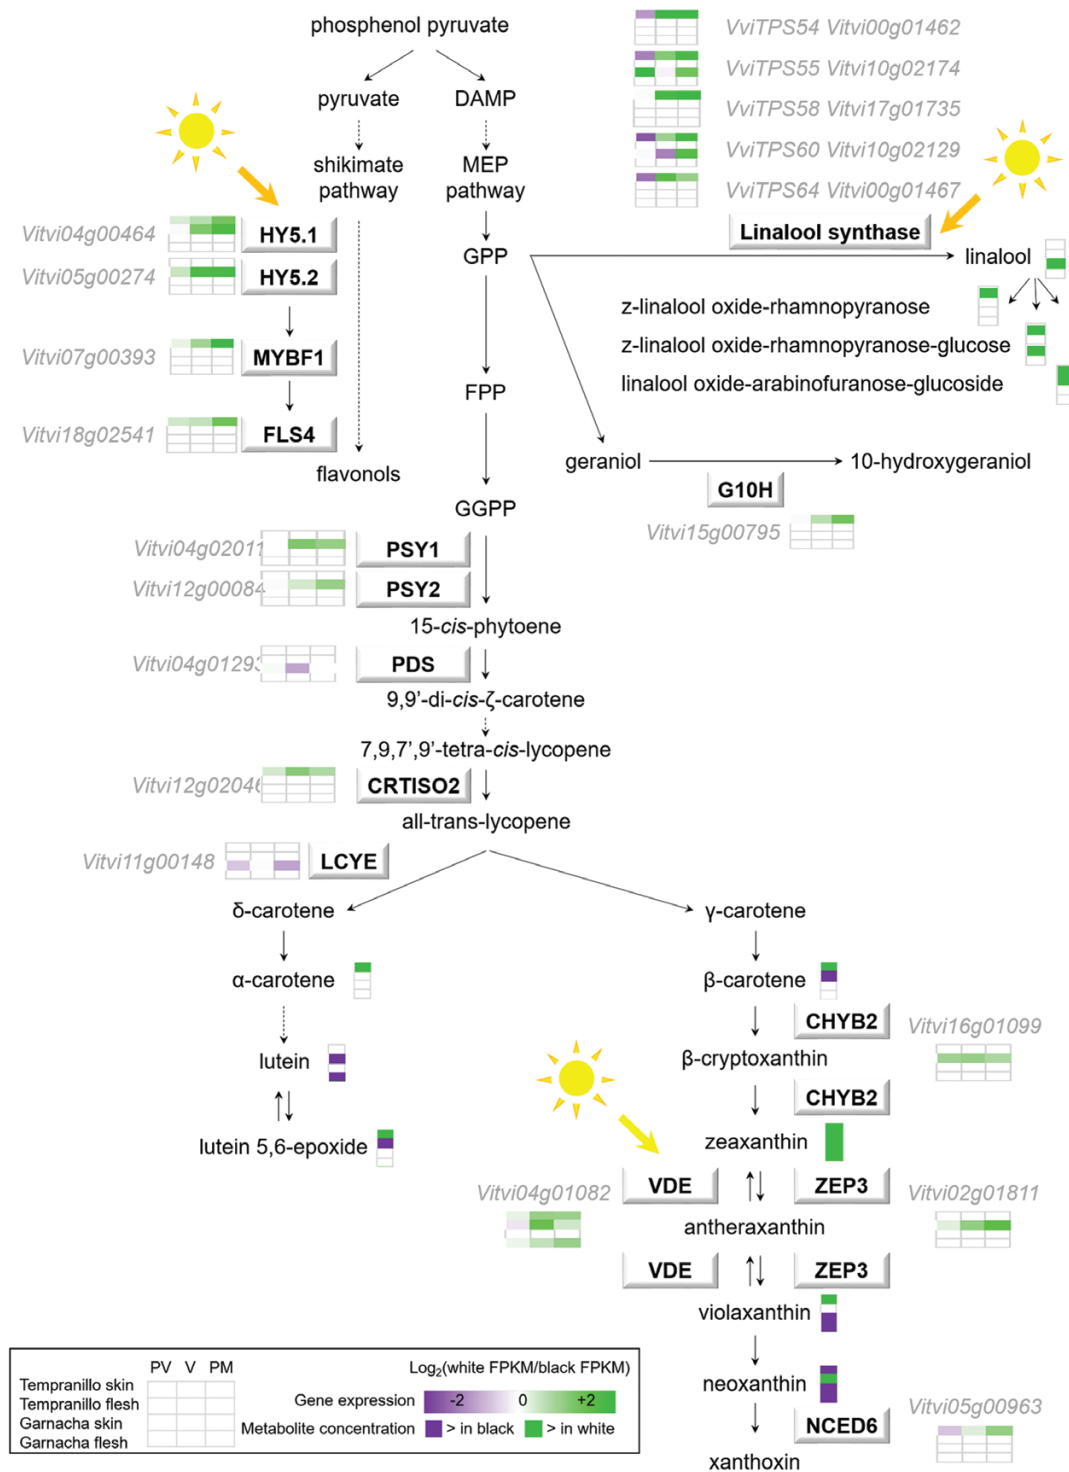 phosphenol pyruvate
pyruvate
DAMP
shikimate
pathway
MEP
pathway
VviTPS54 Vitvi00g01462
VviTPS55 Vitvi10g02174
VviTPS58 Vitvi17g01735
VviTPS60 Vitvi10g02129
VviTPS64 Vitvi00g01467
Linalool synthase
Vitvi04g00464
HY5.1
GPP
linalool
Vitvi05g00274
HY5.2
z-linalool oxide-rhamnopyranose
z-linalool oxide-rhamnopyranose-glucose
Vitvi07g00393
MYBF1
linalool oxide-arabinofuranose-glucoside
FPP
Vitvi18g02541
FLS4
flavonols
geraniol
10-hydroxygeraniol
G10H
GGPP
Vitvi15g00795
Vitvi04g02011
PSY1
Vitvi12g00084
PSY2
15-cis-phytoene
Vitvi04g01293
PDS
9,9’-di-cis-ζ-carotene
7,9,7’,9’-tetra-cis-lycopene
Vitvi12g02046
CRTISO2
all-trans-lycopene
Vitvi11g00148
LCYE
δ-carotene
γ-carotene
α-carotene
β-carotene
CHYB2
Vitvi16g01099
lutein
β-cryptoxanthin
CHYB2
lutein 5,6-epoxide
zeaxanthin
Vitvi04g01082
VDE
ZEP3
Vitvi02g01811
antheraxanthin
VDE
ZEP3
violaxanthin
neoxanthin
Vitvi05g00963
NCED6
xanthoxin
PV V PM
Log2(white FPKM/black FPKM)
Tempranillo skin
Tempranillo flesh
Garnacha skin
Garnacha flesh
Gene expression
-2 0 +2
Metabolite concentration > in black > in white